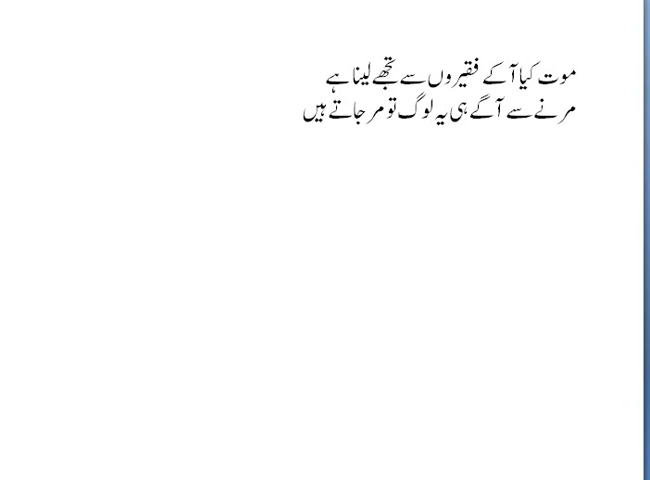 موت کیا آ کے فقیروں سے تجھے لینا ہے
مرنے سے آگے ہی یہ لوگ تو مر جاتے ہیں